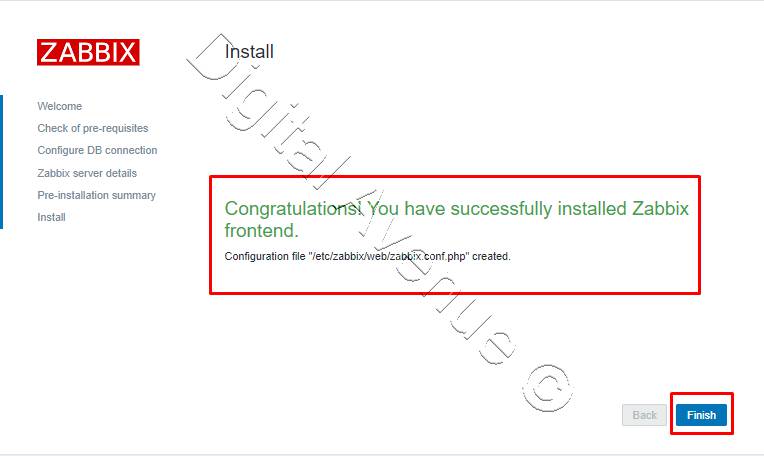 ZABBIX
Install
Welcome
Check of pre-requisites
Configure DB connection
Zabbix server details
Pre-installation summary
Install
Congratulations! You have successfully installed Zabbix
frontend.
Configuration file "/etc/zabbix/web/zabbix.conf.php" created.
Digital Avenue ©
Back
Finish